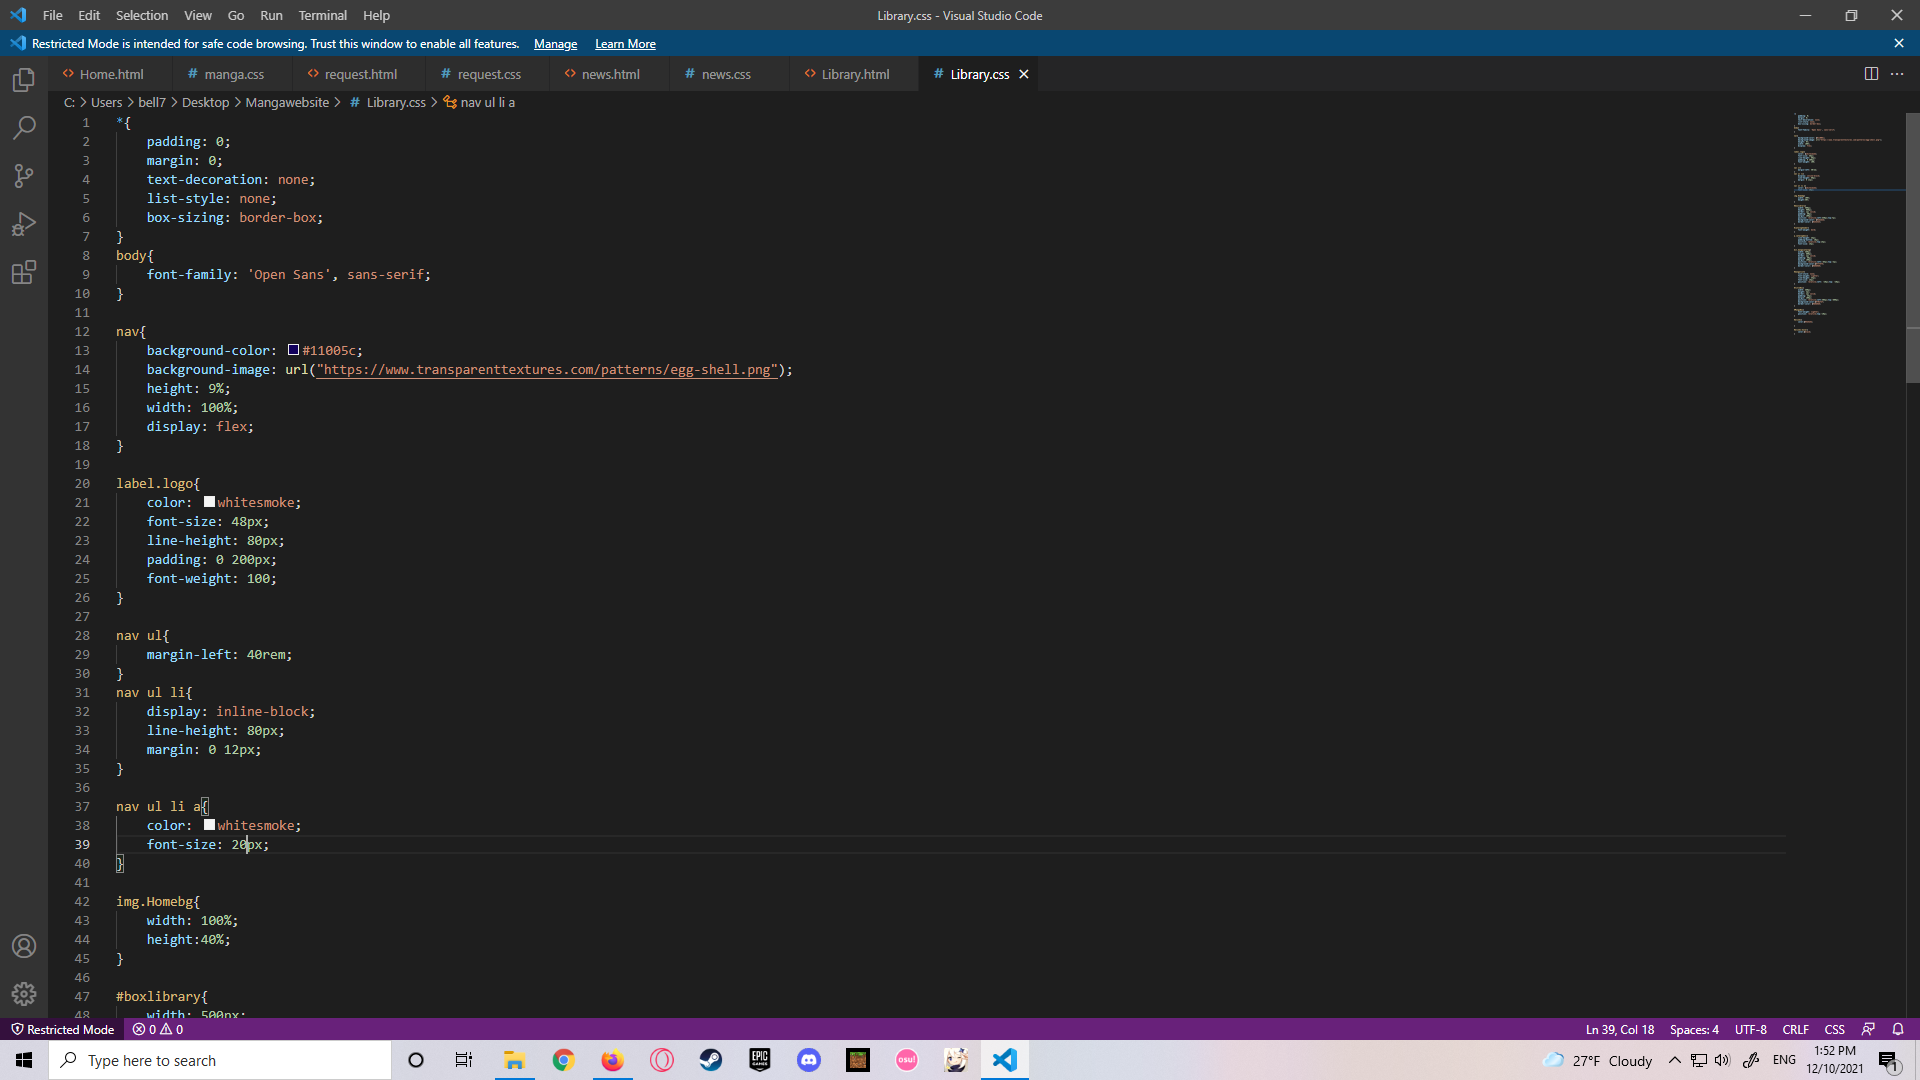 File Edit Selection View Go Run Terminal Help
Library.css - Visual Studio Code
Restricted Mode is intended for safe code browsing. Trust this window to enable all features. Manage Learn More
Home.html manga.css request.html request.css news.html news.css Library.html Library.css
C: > Users > bell7 > Desktop > Mangawebsite > # Library.css > nav ul li a
1 *{
2 padding: 0;
3 margin: 0;
4 text-decoration: none;
5 list-style: none;
6 box-sizing: border-box;
7 }
8 body{
9 font-family: 'Open Sans', sans-serif;
10 }
11
12 nav{
13 background-color: #11005c;
14 background-image: url("https://www.transparenttextures.com/patterns/egg-shell.png");
15 height: 9%;
16 width: 100%;
17 display: flex;
18 }
19
20 label.logo{
21 color: whitesmoke;
22 font-size: 48px;
23 line-height: 80px;
24 padding: 0 200px;
25 font-weight: 100;
26 }
27
28 nav ul{
29 margin-left: 40rem;
30 }
31 nav ul li{
32 display: inline-block;
33 line-height: 80px;
34 margin: 0 12px;
35 }
36
37 nav ul li a{
38 color: whitesmoke;
39 font-size: 20px;
40 }
41
42 img.Homebg{
43 width: 100%;
44 height:40%;
45 }
46
47 #boxlibrary{
48 width: 500px;
Restricted Mode 0 0 Ln 39, Col 18 Spaces: 4 UTF-8 CRLF CSS
Type here to search
EPIC GAMES
osu!
27°F Cloudy
ENG
1:52 PM
12/10/2021
1